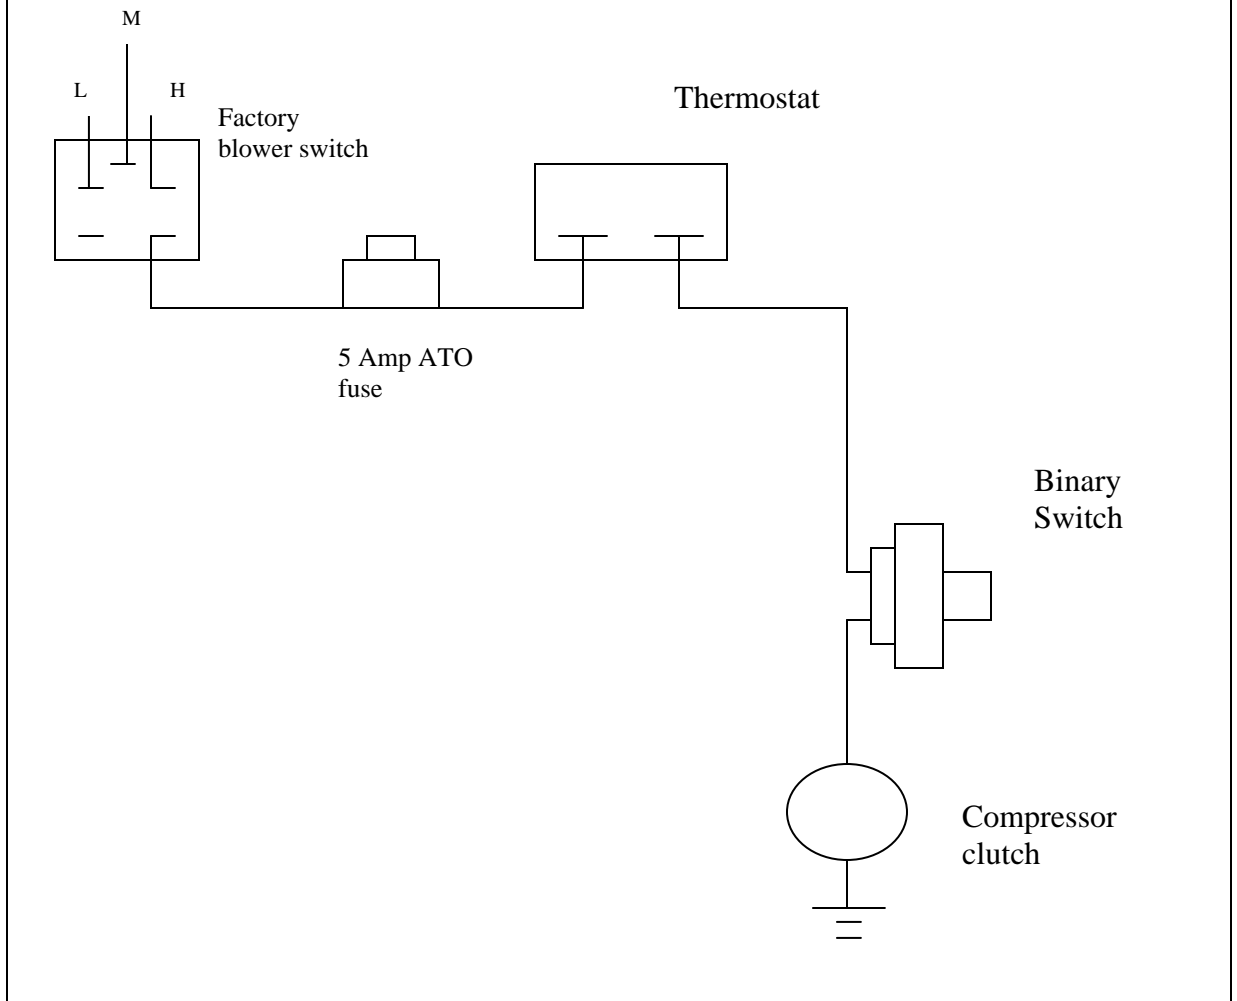 M
L
H
Factory
blower switch
Thermostat
5 Amp ATO
fuse
Binary
Switch
Compressor
clutch